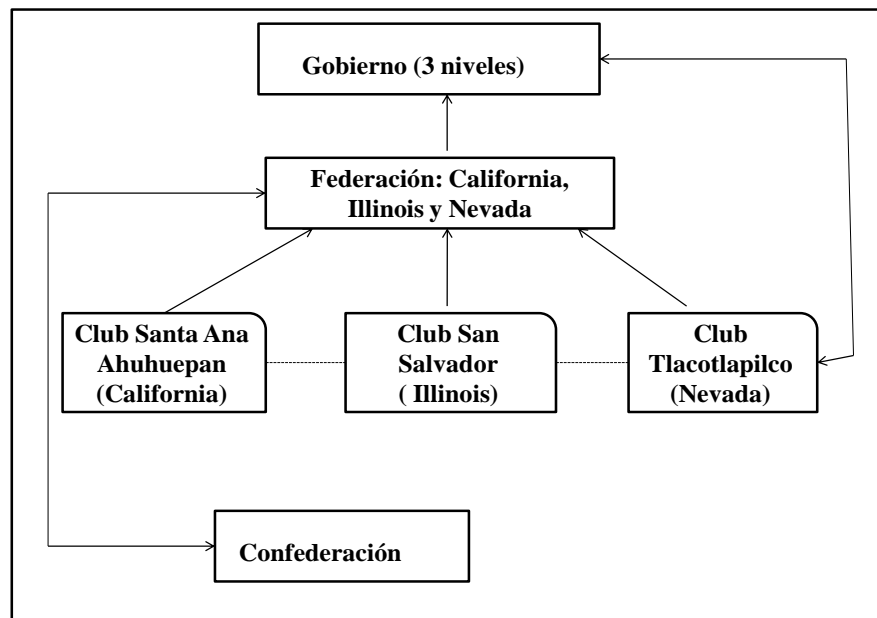 Gobierno (3 niveles)
Federación: California,
Illinois y Nevada
Club Santa Ana
Ahuhuepan
(California)
Club San
Salvador
( Illinois)
Club
Tlacotlapilco
(Nevada)
Confederación